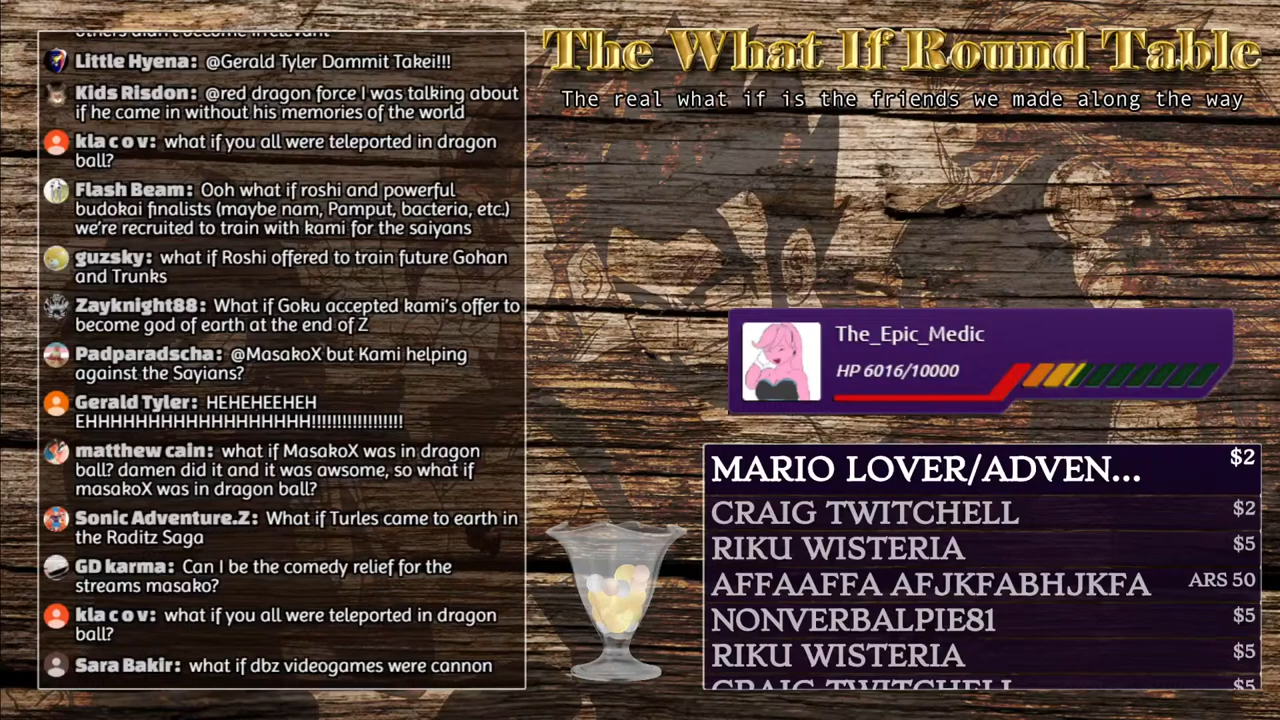 others didn't become irrelevant
Little Hyena: @Gerald Tyler Dammit Takei!!!
Kids Risdon: @red dragon force I was talking about
if he came in without his memories of the world
kla c o v: what if you all were teleported in dragon
ball?
Flash Beam: Ooh what if roshi and powerful
budokai finalists (maybe nam, Pamput, bacteria, etc.)
we're recruited to train with kami for the saiyans
guzsky: what if Roshi offered to train future Gohan
and Trunks
Zayknight88: What if Goku accepted kami's offer to
become god of earth at the end of Z
Padparadscha: @MasakoX but Kami helping
against the Sayians?
Gerald Tyler: HEHEHEEHEH
EHHHHHHHHHHHHHHHHHHH!!!!!!!!!!!!!!!!!!
matthew cain: what if MasakoX was in dragon
ball? damen did it and it was awsome, so what if
masakoX was in dragon ball?
Sonic Adventure.Z: What if Turles came to earth in
the Raditz Saga
GD karma: Can I be the comedy relief for the
streams masako?
kla c o v: what if you all were teleported in dragon
ball?
Sara Bakir: what if dbz videogames were cannon
The What If Round Table
The real what if is the friends we made along the way
The_Epic_Medic
HP 6016/10000
MARIO LOVER/ADVEN... $2
CRAIG TWITCHELL $2
RIKU WISTERIA $5
AFFAAFFA AFJKFABHJKFA ARS 50
NONVERBALPIE81 $5
RIKU WISTERIA $5
CRAIG TWITCHELL $5